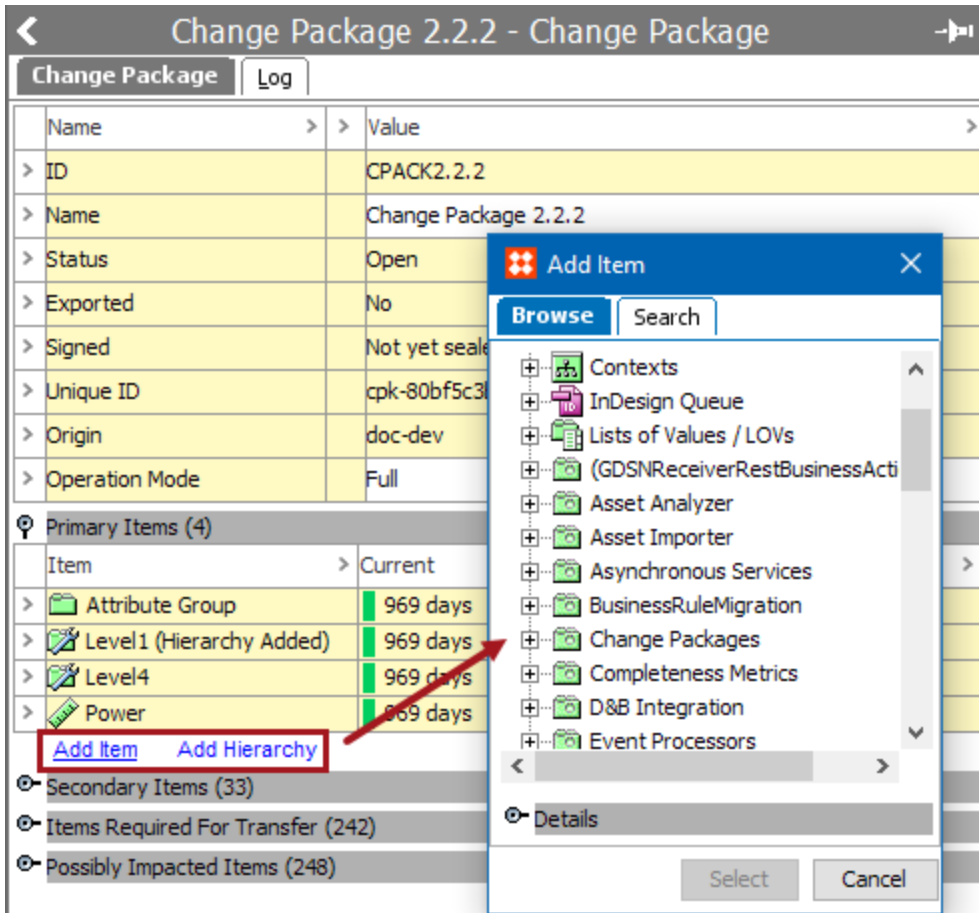 Change Package 2.2.2 - Change Package
Change Package Log
Name > > Value >
> ID CPACK2.2.2
> Name Change Package 2.2.2
> Status Open
> Exported No
> Signed Not yet seale
> Unique ID cpk-80bf5c3
> Origin doc-dev
> Operation Mode Full
Primary Items (4)
Item > Current >
> Attribute Group 969 days
> Level1 (Hierarchy Added) 969 days
> Level4 969 days
> Power 969 days
Add Item Add Hierarchy
Secondary Items (33)
Items Required For Transfer (242)
Possibly Impacted Items (248)
Add Item
Browse Search
Contexts
InDesign Queue
Lists of Values / LOVs
(GDSNReceiverRestBusinessActi
Asset Analyzer
Asset Importer
Asynchronous Services
BusinessRuleMigration
Change Packages
Completeness Metrics
D&B Integration
Event Processors
Details
Select Cancel